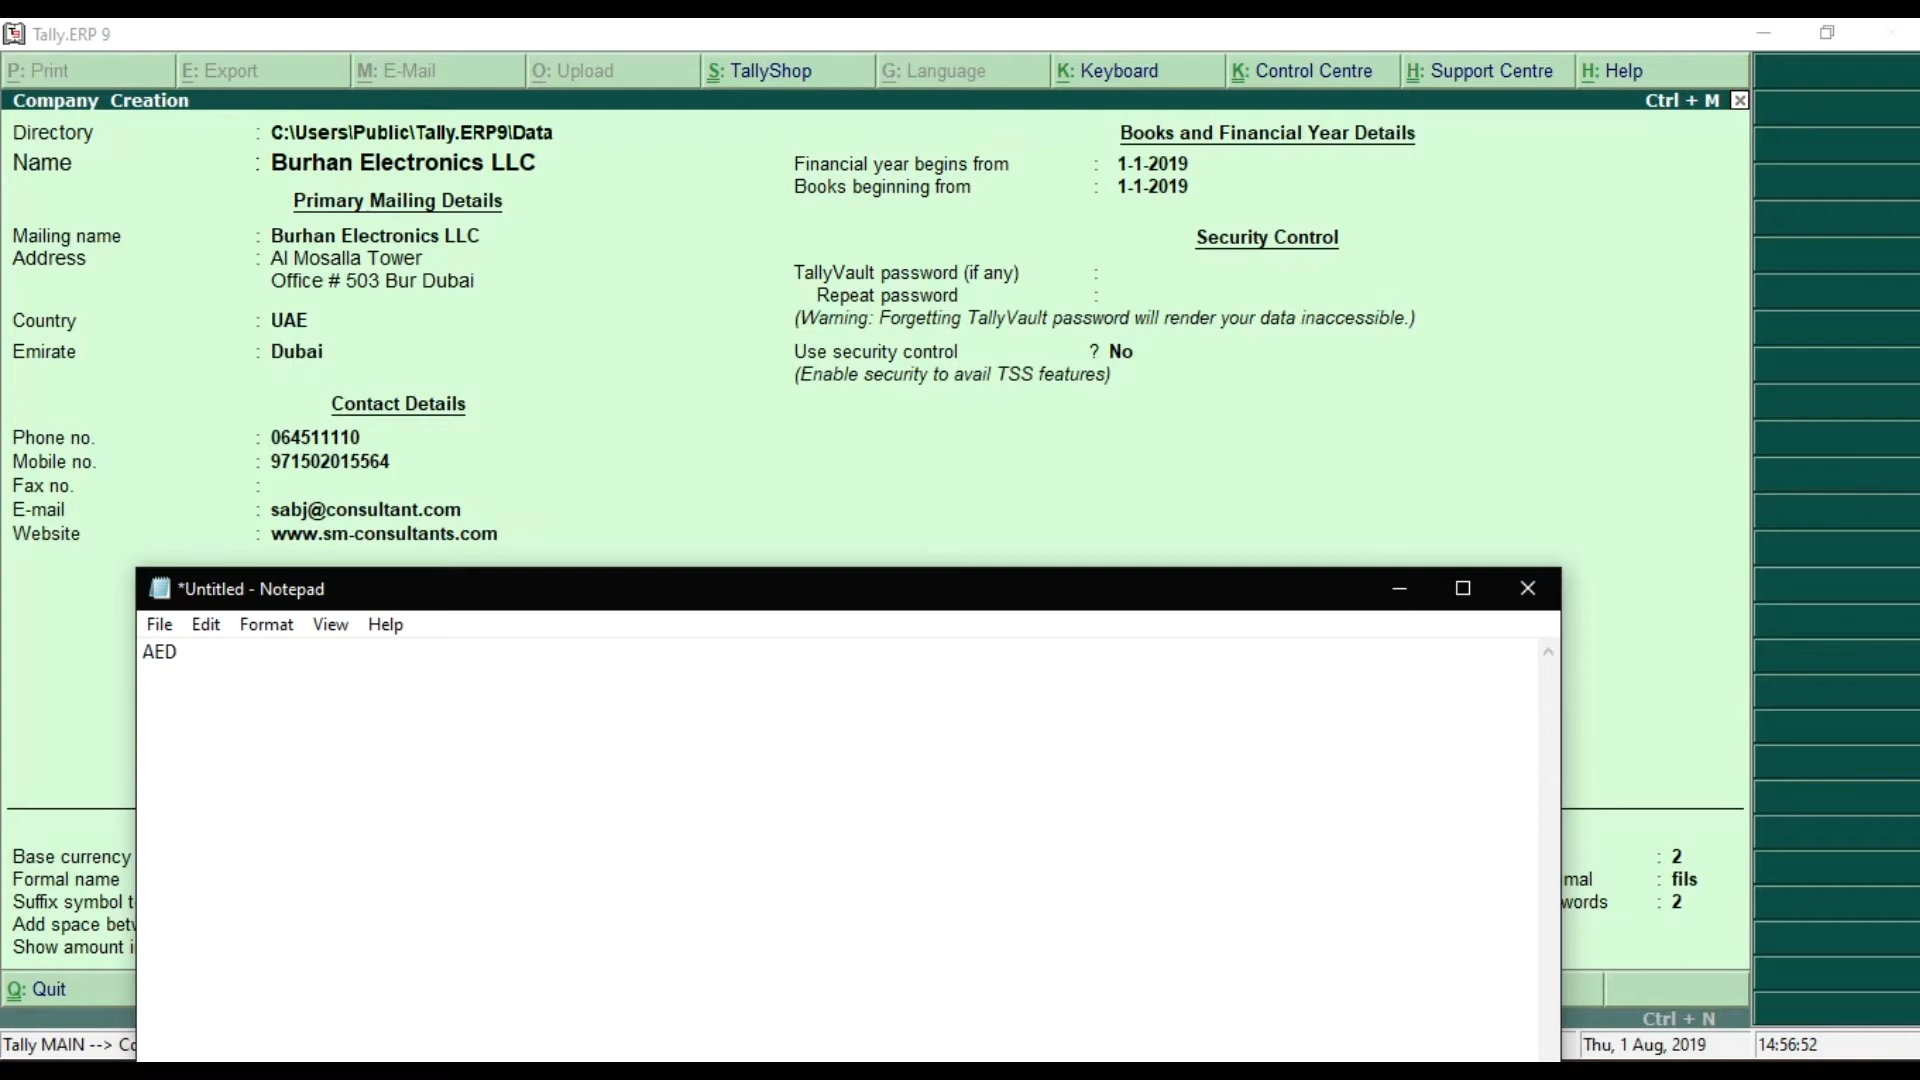 Tally.ERP 9
P: Print E: Export M: E-Mail O: Upload S: TallyShop G: Language K: Keyboard K: Control Centre H: Support Centre H: Help
Company Creation Ctrl + M
Directory : C:\Users\Public\Tally.ERP9\Data
Name : Burhan Electronics LLC
Primary Mailing Details
Mailing name : Burhan Electronics LLC
Address : Al Mosalla Tower
Office # 503 Bur Dubai
Country : UAE
Emirate : Dubai
Contact Details
Phone no. : 064511110
Mobile no. : 971502015564
Fax no. :
E-mail : sabj@consultant.com
Website : www.sm-consultants.com
Books and Financial Year Details
Financial year begins from : 1-1-2019
Books beginning from : 1-1-2019
Security Control
TallyVault password (if any) :
Repeat password :
(Warning: Forgetting TallyVault password will render your data inaccessible.)
Use security control ? No
(Enable security to avail TSS features)
*Untitled - Notepad
File Edit Format View Help
AED
Base currency : 2
Formal name mal : fils
Suffix symbol words : 2
Add space
Show amount
Q: Quit
Ctrl + N
Tally MAIN --> Thu, 1 Aug, 2019 14:56:52